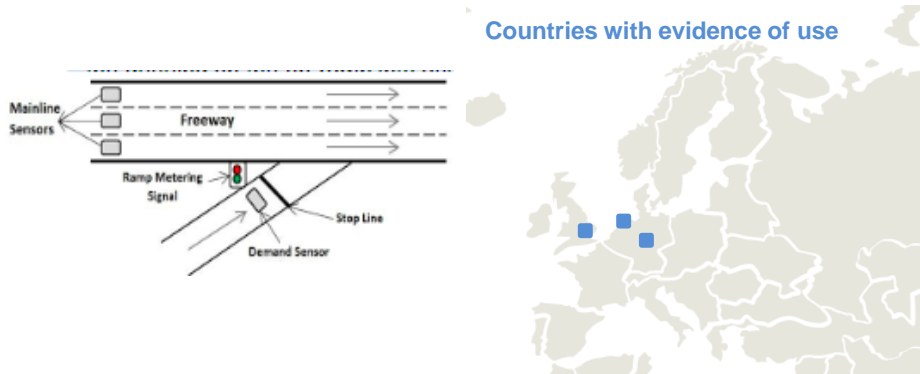 Countries with evidence of use
Mainline
Sensors
Freeway
Ramp Metering
Signal
Stop Line
Demand Sensor